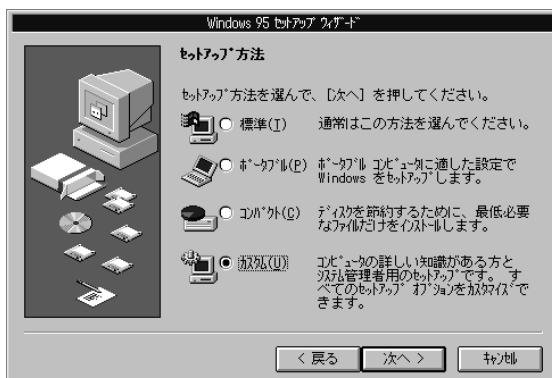 Windows 95 ｾｯﾄｱｯﾌﾟ ｳｨｻﾞｰﾄﾞ
ｾｯﾄｱｯﾌﾟ方法
ｾｯﾄｱｯﾌﾟ方法を選んで、[次へ] を押してください。
標準(I) 通常はこの方法を選んでください。
ﾎﾟｰﾀﾌﾞﾙ(P) ﾎﾟｰﾀﾌﾞﾙ ｺﾝﾋﾟｭｰﾀに適した設定で
Windows をｾｯﾄｱｯﾌﾟします。
ｺﾝﾊﾟｸﾄ(C) ﾃﾞｨｽｸを節約するために、最低必要
なﾌｧｲﾙだけをｲﾝｽﾄｰﾙします。
ｶｽﾀﾑ(U) ｺﾝﾋﾟｭｰﾀの詳しい知識がある方と
ｼｽﾃﾑ管理者用のｾｯﾄｱｯﾌﾟです。 す
べてのｾｯﾄｱｯﾌﾟ ｵﾌﾟｼｮﾝをｶｽﾀﾏｲｽﾞで
きます。
< 戻る
次へ >
ｷｬﾝｾﾙ